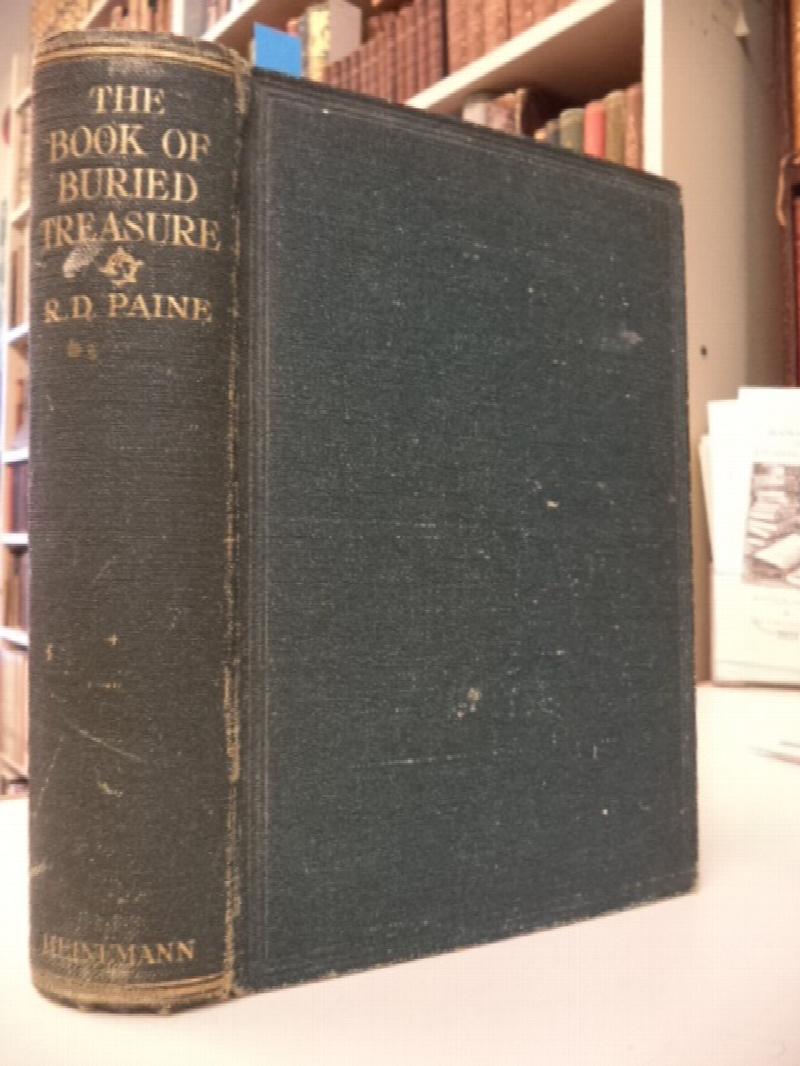 THE
BOOK OF
BURIED
TREASURE
R.D. PAINE
HEINEMANN